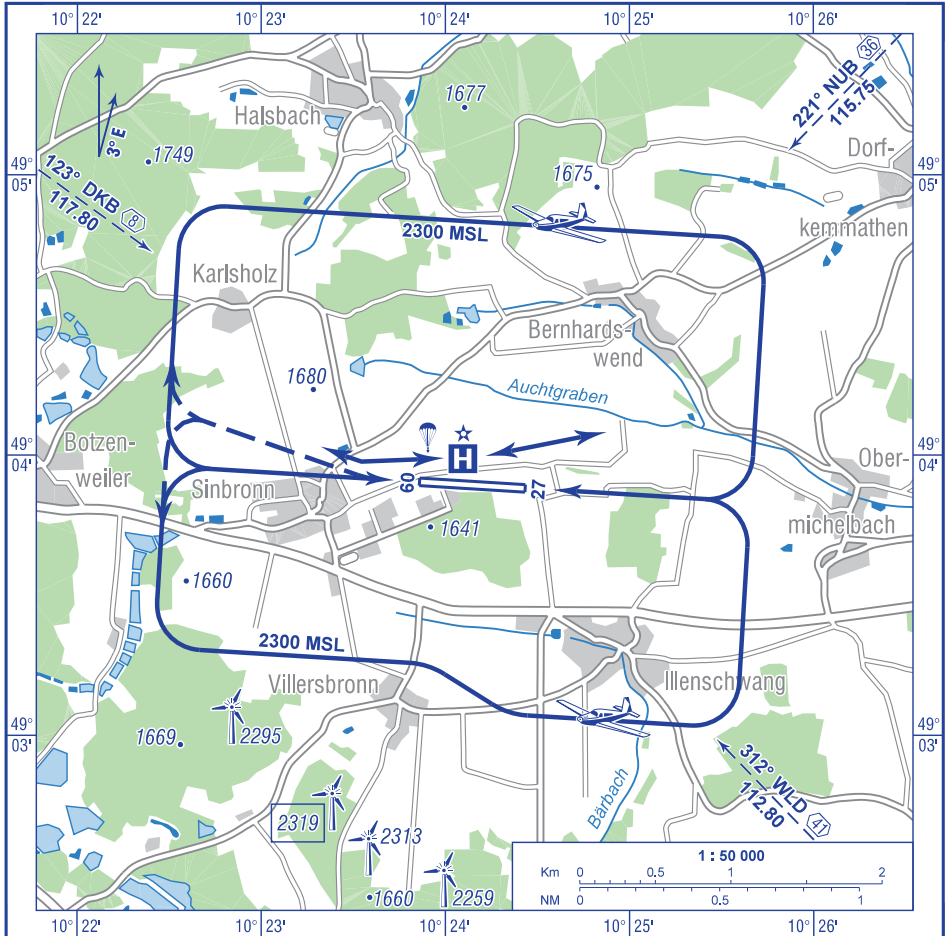 10° 22'
10° 23'
10° 24'
10° 25'
10° 26'
36
221° NUB
115.75
3° E
1677
Halsbach
49°
05'
1749
123° DKB
117.80
8
1675
Dorf-
kemmathen
49°
05'
2300 MSL
Karlsholz
Bernhards-
wend
1680
Auchtgraben
49°
04'
Botzen-
weiler
H
Ober-
michelbach
49°
04'
Sinbronn
09
27
1641
1660
2300 MSL
Villersbronn
Illenschwang
49°
03'
1669
2295
49°
03'
312° WLD
112.80
41
Bärbach
2319
2313
1660
2259
1 : 50 000
Km 0 0.5 1 2
NM 0 0.5 1
10° 22'
10° 23'
10° 24'
10° 25'
10° 26'